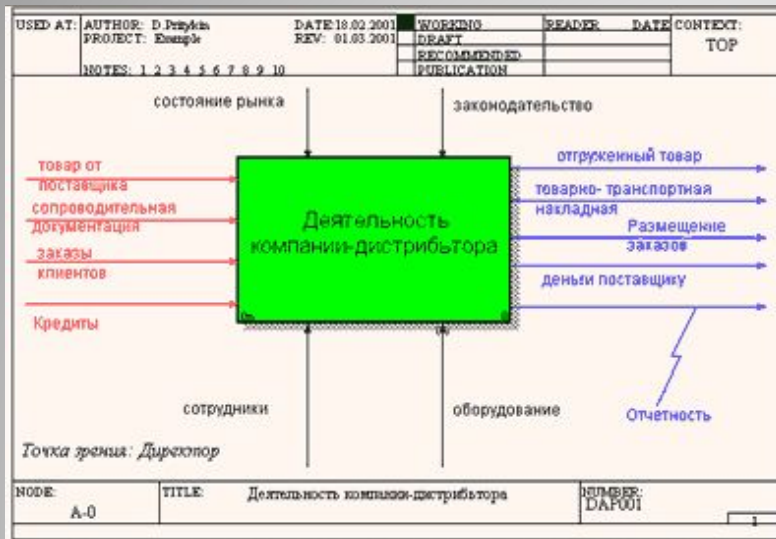 USED AT:
AUTHOR: D.Pritykin
DATE:18.02.2001
PROJECT: Example
REV: 01.03.2001
NOTES: 1 2 3 4 5 6 7 8 9 10
WORKING
DRAFT
RECOMMENDED
PUBLICATION
READER DATE
CONTEXT:
TOP
состояние рынка
законодательство
товар от
поставщика
сопроводительная
документация
заказы
клиентов
Кредиты
Деятельность
компании-дистрибьтора
отгруженный товар
товарно- транспортная
накладная
Размещение
заказов
деньги поставщику
Отчетность
сотрудники
оборудование
Точка зрения: Директор
NODE:
A-0
TITLE:
Деятельность компании-дистрибьтора
NUMBER:
DAP001
1